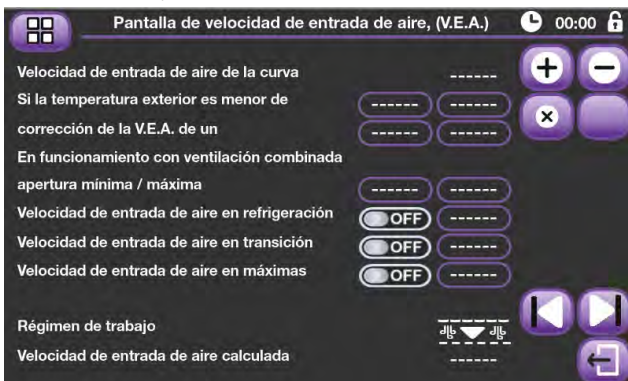 Pantalla de velocidad de entrada de aire, (V.E.A.) 00:00
Velocidad de entrada de aire de la curva ------
Si la temperatura exterior es menor de ------ ------
corrección de la V.E.A. de un ------ ------
En funcionamiento con ventilación combinada
apertura mínima / máxima ------ ------
Velocidad de entrada de aire en refrigeración OFF ------
Velocidad de entrada de aire en transición OFF ------
Velocidad de entrada de aire en máximas OFF ------
Régimen de trabajo
Velocidad de entrada de aire calculada ------